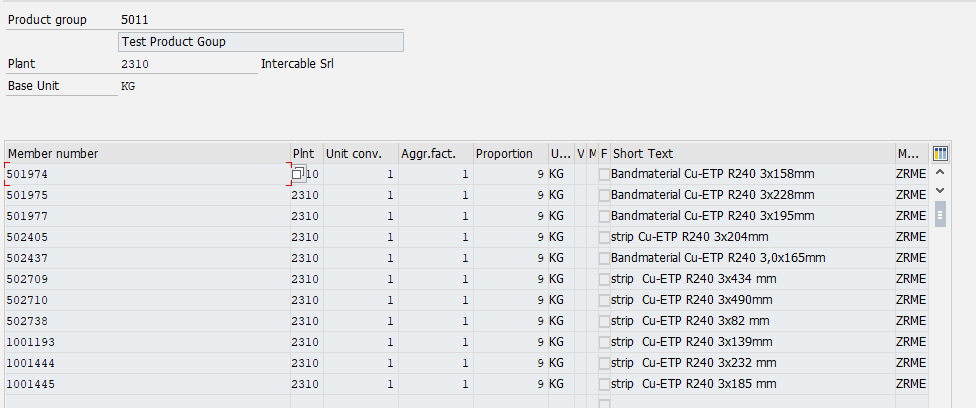 Product group 5011
Test Product Goup
Plant 2310 Intercable Srl
Base Unit KG
Member number Plnt Unit conv. Aggr.fact. Proportion U... V M F Short Text M...
501974 10 1 1 9 KG Bandmaterial Cu-ETP R240 3x158mm ZRME
501975 2310 1 1 9 KG Bandmaterial Cu-ETP R240 3x228mm ZRME
501977 2310 1 1 9 KG Bandmaterial Cu-ETP R240 3x195mm ZRME
502405 2310 1 1 9 KG strip Cu-ETP R240 3x204mm ZRME
502437 2310 1 1 9 KG Bandmaterial Cu-ETP R240 3,0x165mm ZRME
502709 2310 1 1 9 KG strip Cu-ETP R240 3x434 mm ZRME
502710 2310 1 1 9 KG strip Cu-ETP R240 3x490mm ZRME
502738 2310 1 1 9 KG strip Cu-ETP R240 3x82 mm ZRME
1001193 2310 1 1 9 KG strip Cu-ETP R240 3x139mm ZRME
1001444 2310 1 1 9 KG strip Cu-ETP R240 3x232 mm ZRME
1001445 2310 1 1 9 KG strip Cu-ETP R240 3x185 mm ZRME